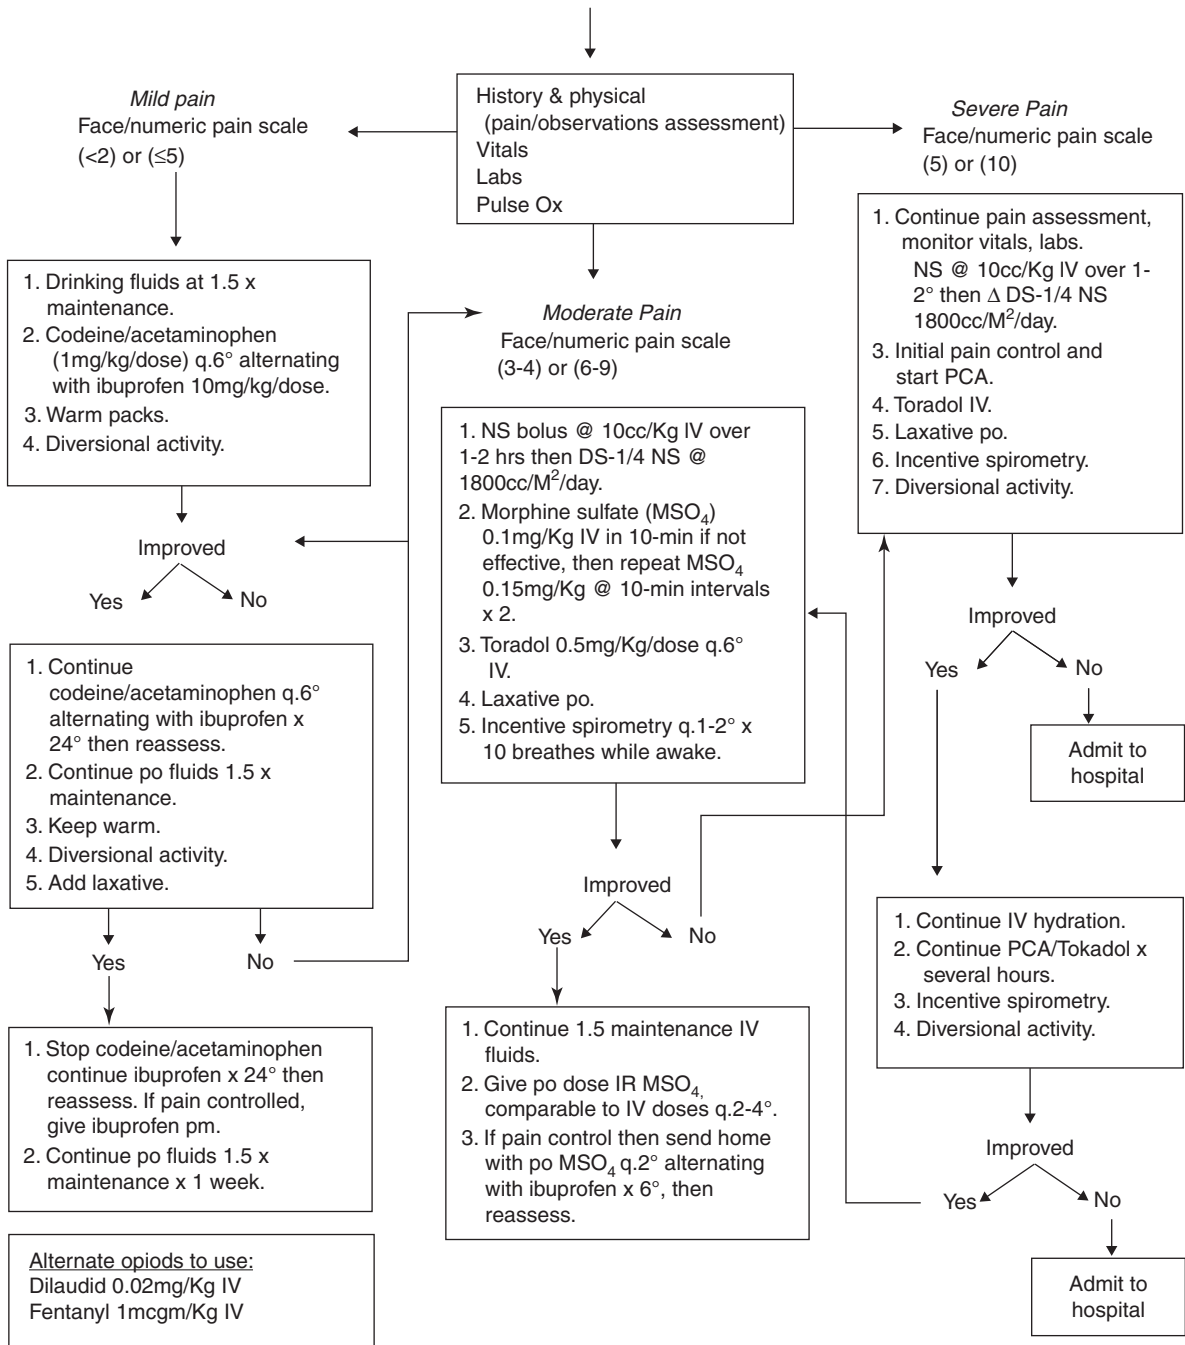 History & physical
(pain/observations assessment)
Vitals
Labs
Pulse Ox
Mild pain
Face/numeric pain scale
(<2) or (≤5)
1. Drinking fluids at 1.5 x
maintenance.
2. Codeine/acetaminophen
(1mg/kg/dose) q.6° alternating
with ibuprofen 10mg/kg/dose.
3. Warm packs.
4. Diversional activity.
Improved
Yes
No
1. Continue
codeine/acetaminophen q.6°
alternating with ibuprofen x
24° then reassess.
2. Continue po fluids 1.5 x
maintenance.
3. Keep warm.
4. Diversional activity.
5. Add laxative.
Yes
No
1. Stop codeine/acetaminophen
continue ibuprofen x 24° then
reassess. If pain controlled,
give ibuprofen pm.
2. Continue po fluids 1.5 x
maintenance x 1 week.
Alternate opiods to use:
Dilaudid 0.02mg/Kg IV
Fentanyl 1mcgm/Kg IV
Moderate Pain
Face/numeric pain scale
(3-4) or (6-9)
1. NS bolus @ 10cc/Kg IV over
1-2 hrs then DS-1/4 NS @
1800cc/M²/day.
2. Morphine sulfate (MSO₄)
0.1mg/Kg IV in 10-min if not
effective, then repeat MSO₄
0.15mg/Kg @ 10-min intervals
x 2.
3. Toradol 0.5mg/Kg/dose q.6°
IV.
4. Laxative po.
5. Incentive spirometry q.1-2° x
10 breathes while awake.
Improved
Yes
No
1. Continue 1.5 maintenance IV
fluids.
2. Give po dose IR MSO₄,
comparable to IV doses q.2-4°.
3. If pain control then send home
with po MSO₄ q.2° alternating
with ibuprofen x 6°, then
reassess.
Severe Pain
Face/numeric pain scale
(5) or (10)
1. Continue pain assessment,
monitor vitals, labs.
NS @ 10cc/Kg IV over 1-
2° then Δ DS-1/4 NS
1800cc/M²/day.
3. Initial pain control and
start PCA.
4. Toradol IV.
5. Laxative po.
6. Incentive spirometry.
7. Diversional activity.
Improved
Yes
No
Admit to
hospital
1. Continue IV hydration.
2. Continue PCA/Tokadol x
several hours.
3. Incentive spirometry.
4. Diversional activity.
Improved
Yes
No
Admit to
hospital